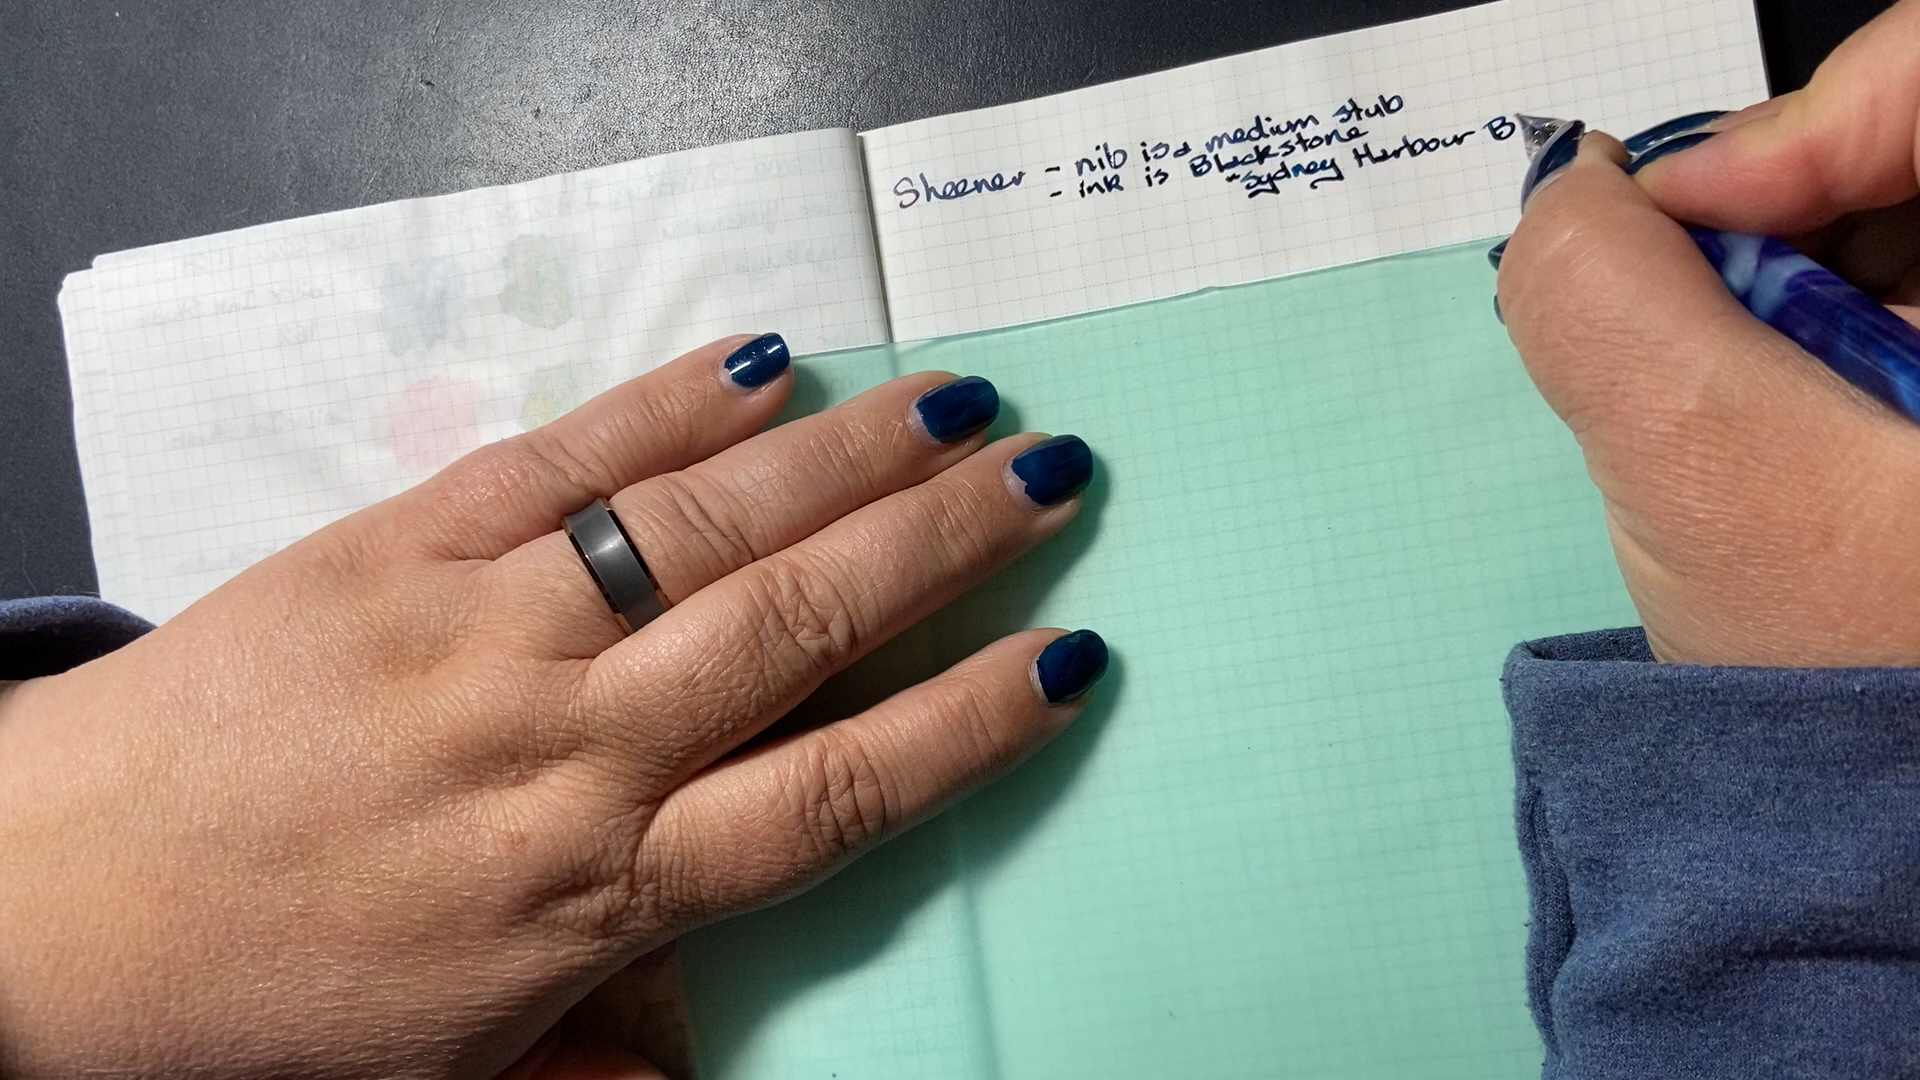 Sheener - nib is a medium stub
- ink is Blackstone
"Sydney Harbour B